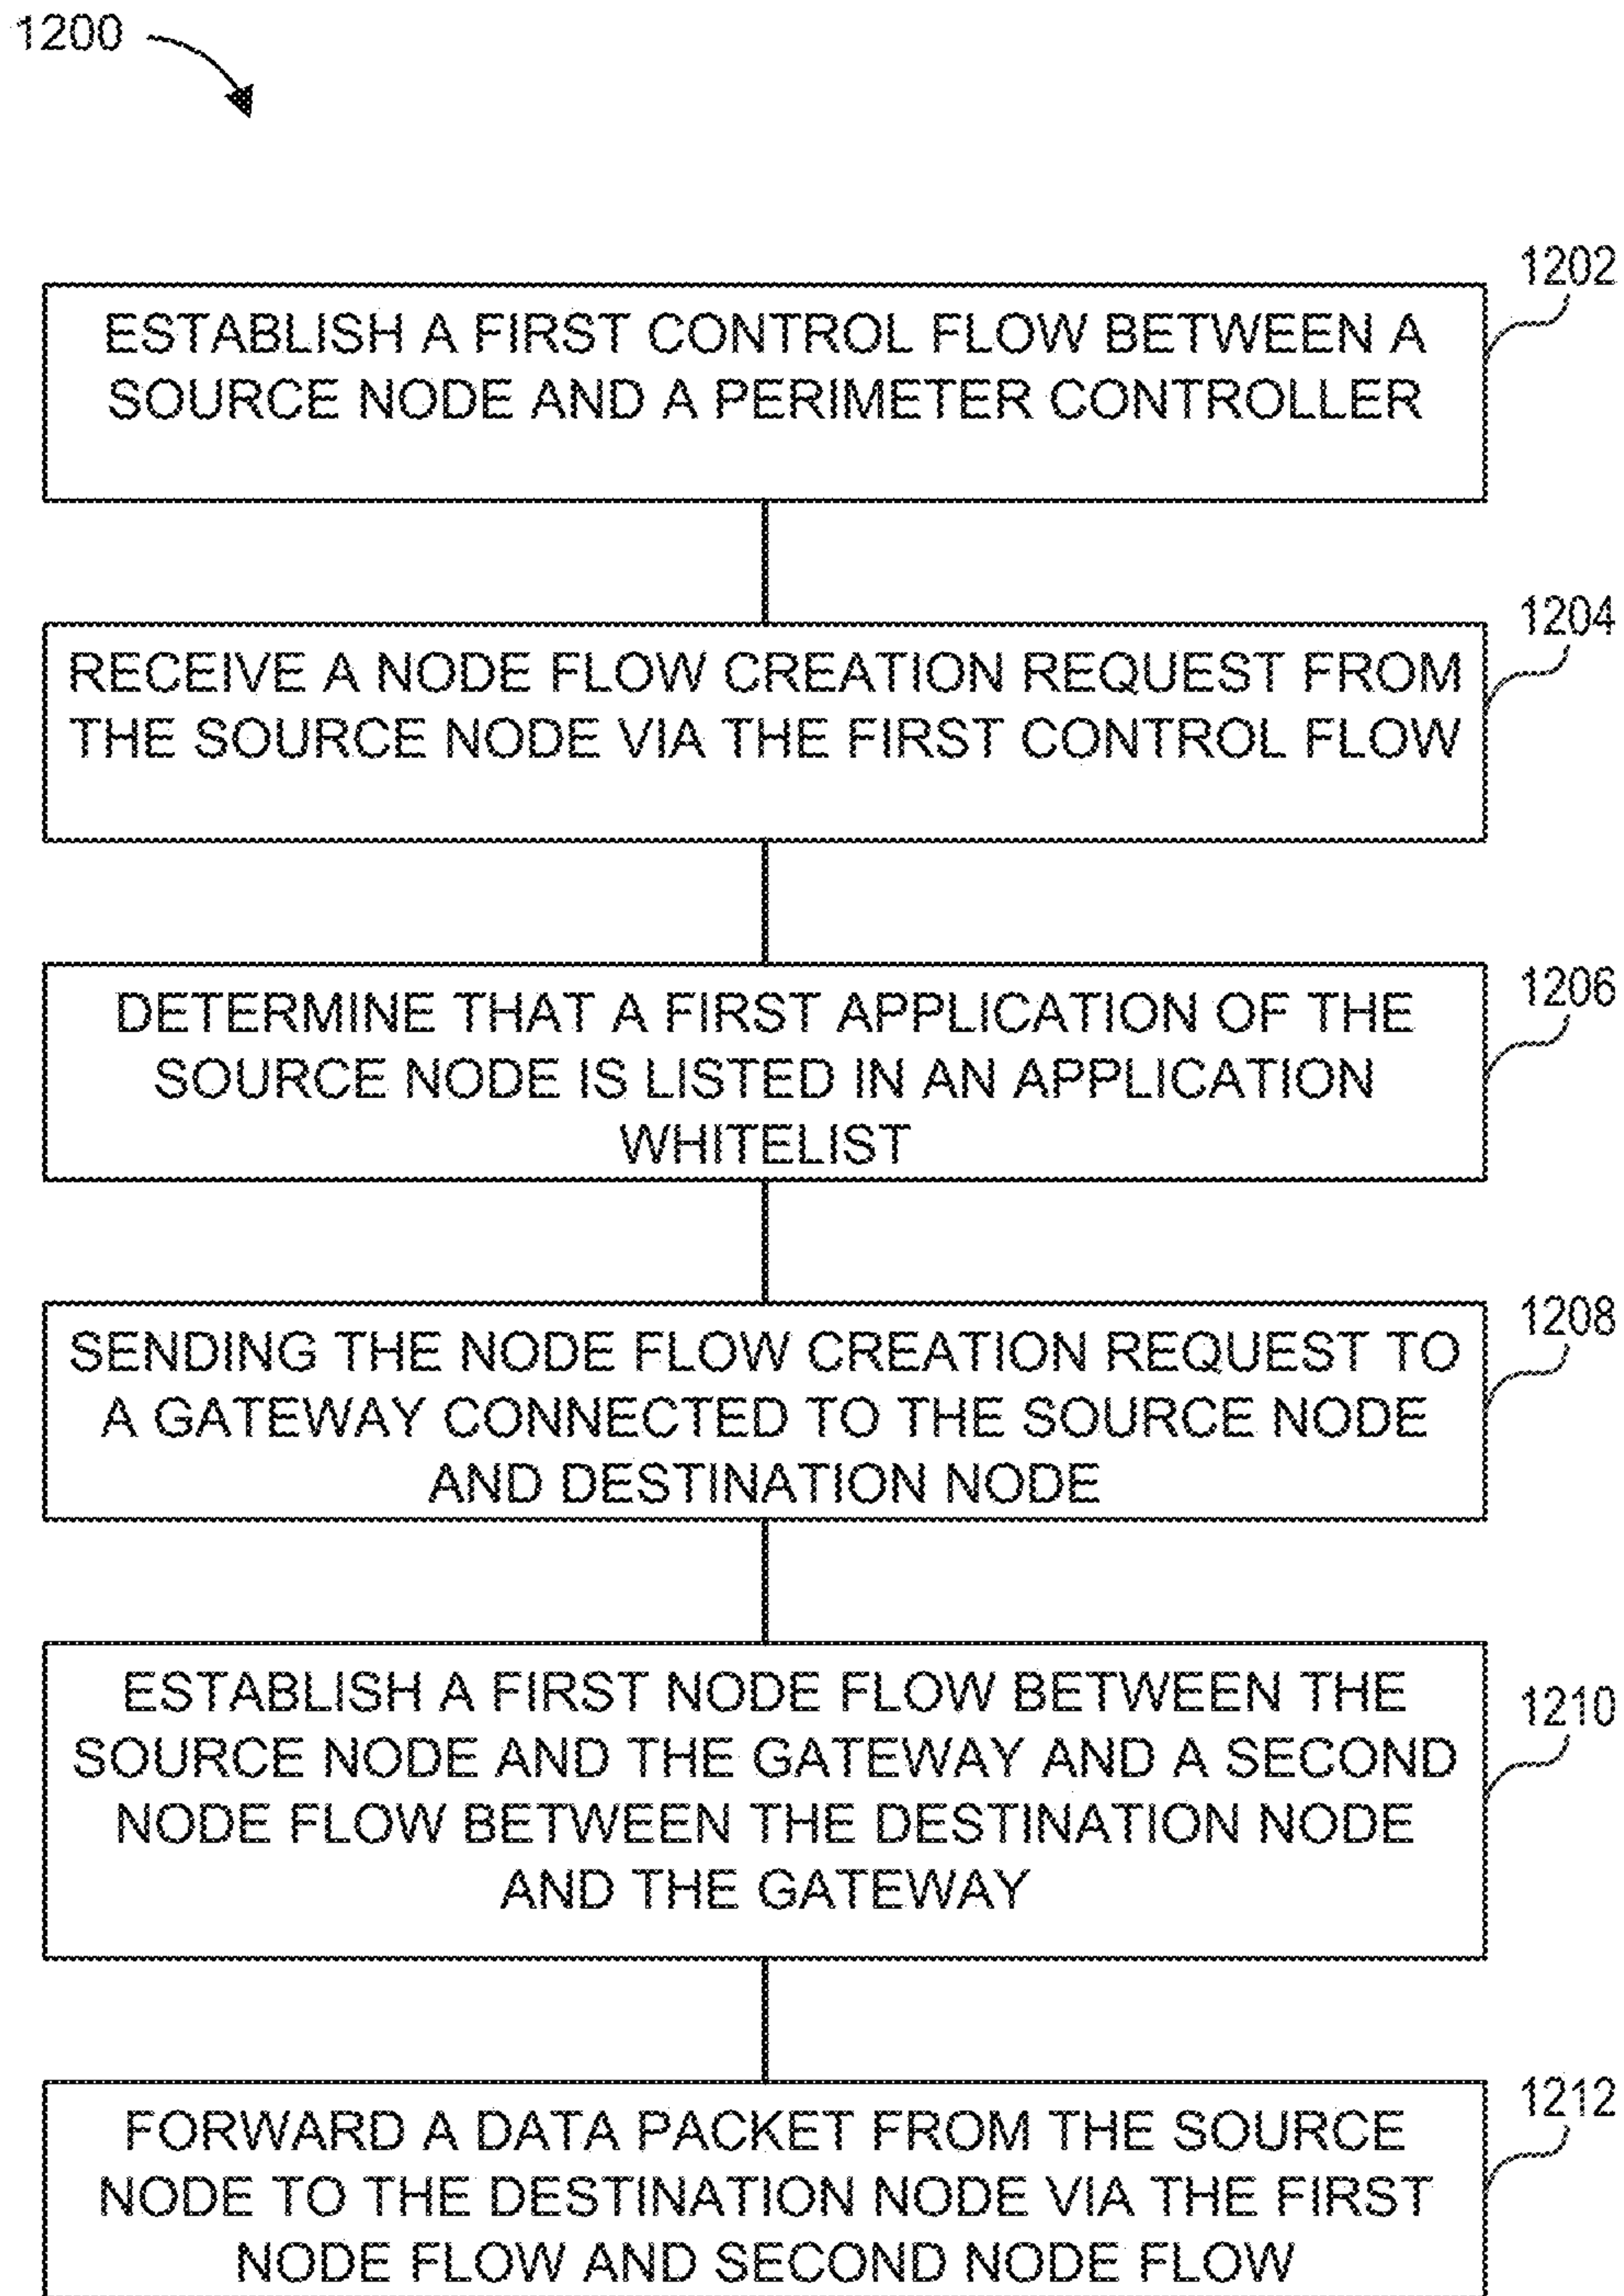 1200
1202
ESTABLISH A FIRST CONTROL FLOW BETWEEN A
SOURCE NODE AND A PERIMETER CONTROLLER
1204
RECEIVE A NODE FLOW CREATION REQUEST FROM
THE SOURCE NODE VIA THE FIRST CONTROL FLOW
1206
DETERMINE THAT A FIRST APPLICATION OF THE
SOURCE NODE IS LISTED IN AN APPLICATION
WHITELIST
1208
SENDING THE NODE FLOW CREATION REQUEST TO
A GATEWAY CONNECTED TO THE SOURCE NODE
AND DESTINATION NODE
1210
ESTABLISH A FIRST NODE FLOW BETWEEN THE
SOURCE NODE AND THE GATEWAY AND A SECOND
NODE FLOW BETWEEN THE DESTINATION NODE
AND THE GATEWAY
1212
FORWARD A DATA PACKET FROM THE SOURCE
NODE TO THE DESTINATION NODE VIA THE FIRST
NODE FLOW AND SECOND NODE FLOW